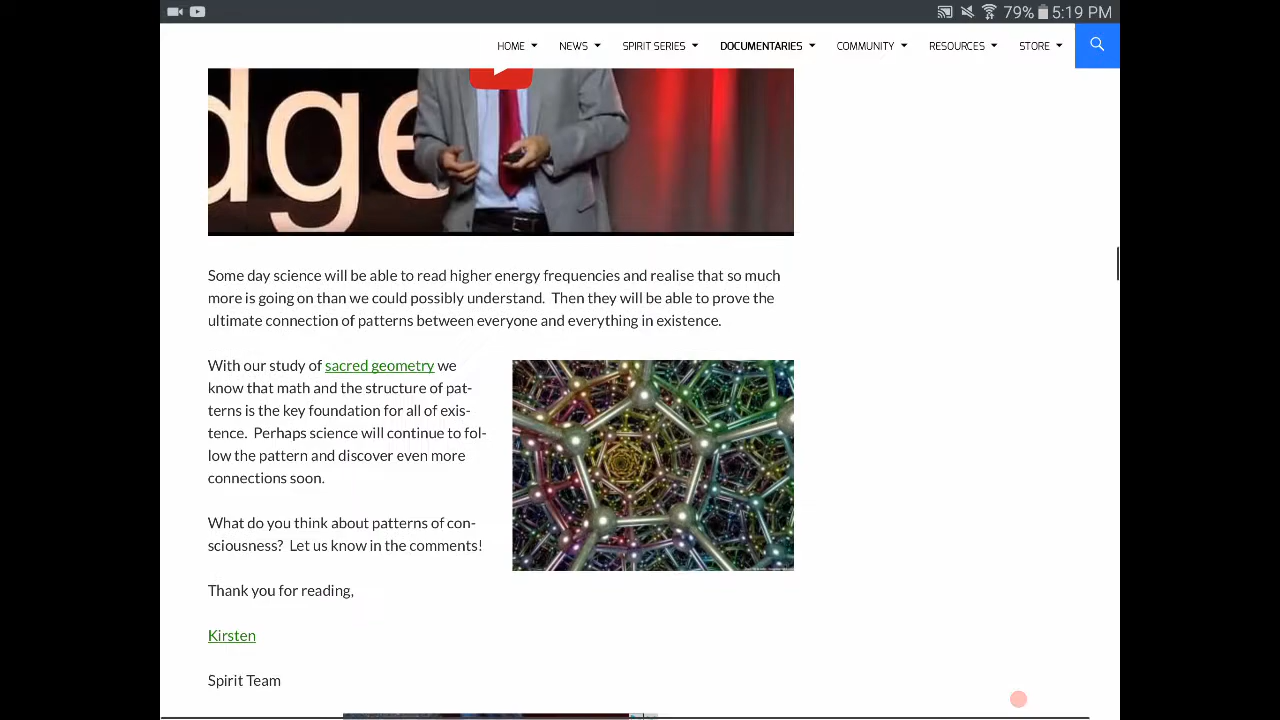 79% 5:19 PM
HOME NEWS SPIRIT SERIES DOCUMENTARIES COMMUNITY RESOURCES STORE
dge
Some day science will be able to read higher energy frequencies and realise that so much
more is going on than we could possibly understand. Then they will be able to prove the
ultimate connection of patterns between everyone and everything in existence.
With our study of sacred geometry we
know that math and the structure of pat-
terns is the key foundation for all of exis-
tence. Perhaps science will continue to fol-
low the pattern and discover even more
connections soon.
What do you think about patterns of con-
sciousness? Let us know in the comments!
Thank you for reading,
Kirsten
Spirit Team